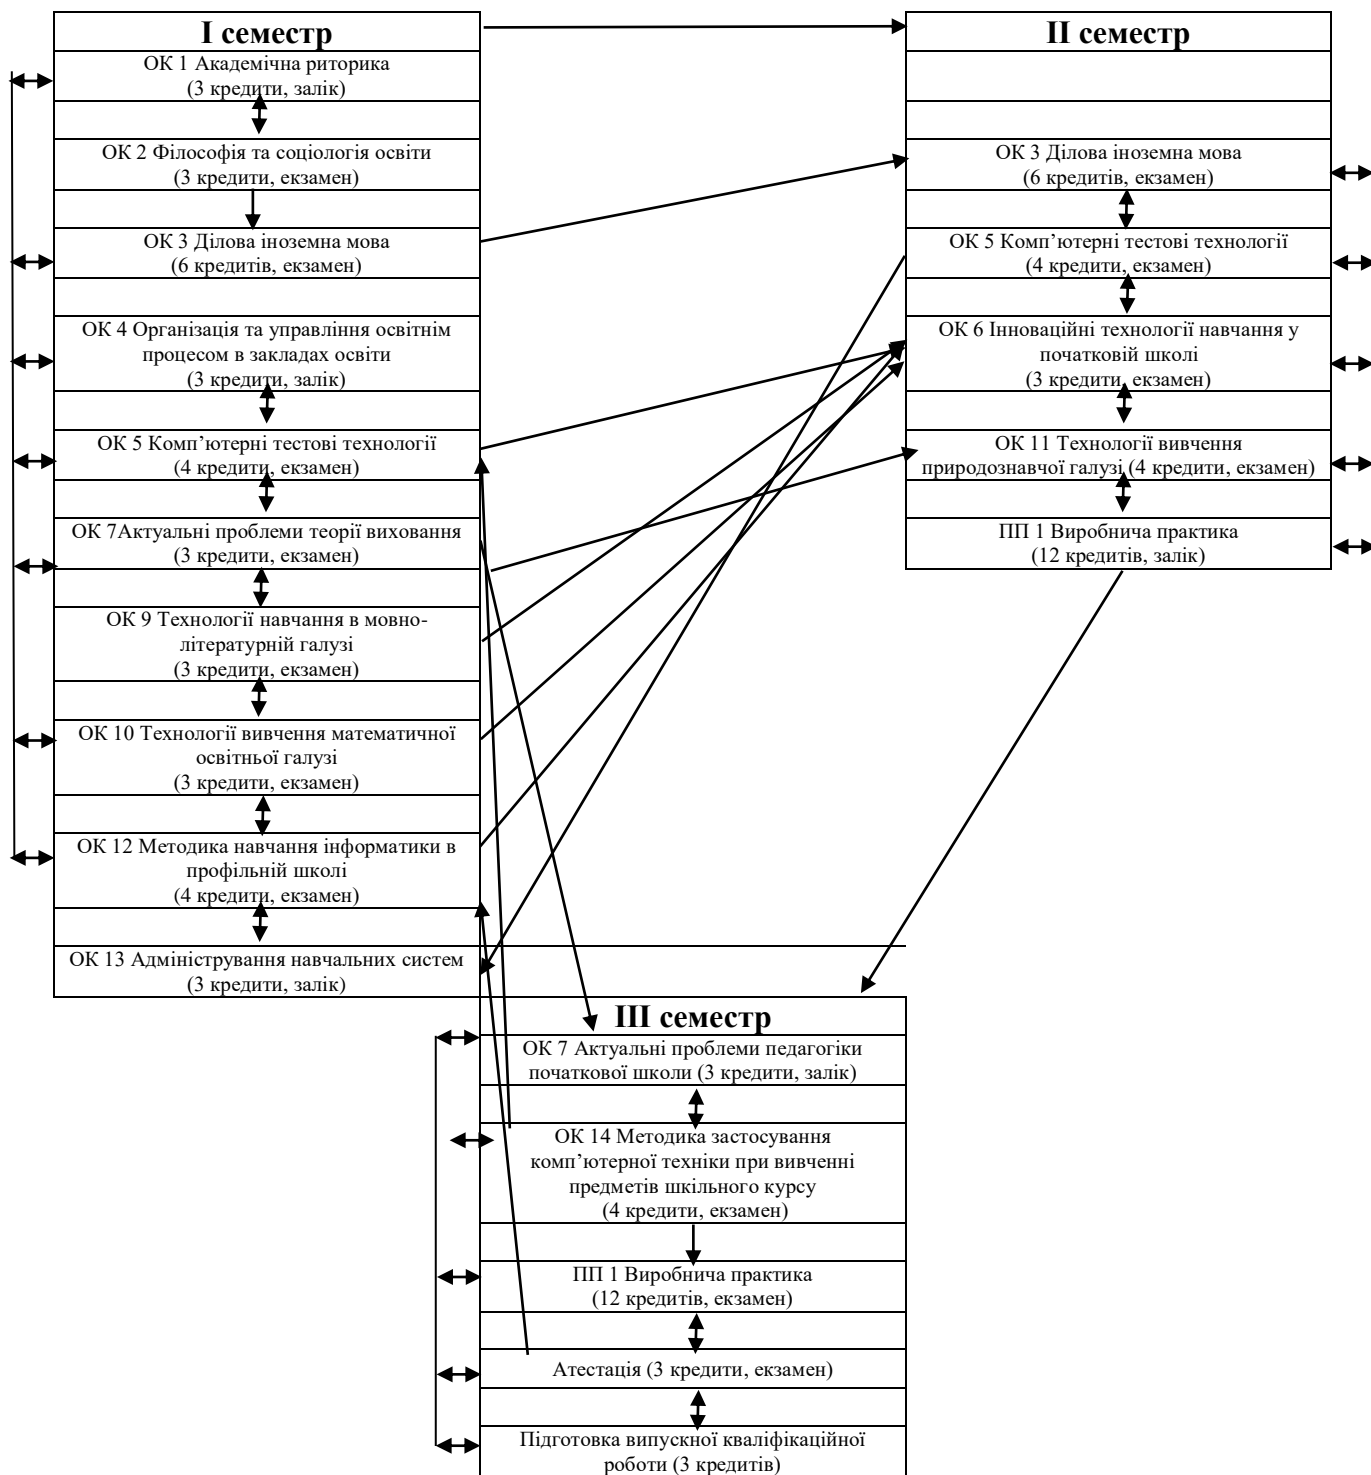 I семестр
ОК 1 Академічна риторика
(3 кредити, залік)
ОК 2 Філософія та соціологія освіти
(3 кредити, екзамен)
ОК 3 Ділова іноземна мова
(6 кредитів, екзамен)
ОК 4 Організація та управління освітнім
процесом в закладах освіти
(3 кредити, залік)
ОК 5 Комп’ютерні тестові технології
(4 кредити, екзамен)
ОК 7Актуальні проблеми теорії виховання
(3 кредити, екзамен)
ОК 9 Технології навчання в мовно-
літературній галузі
(3 кредити, екзамен)
ОК 10 Технології вивчення математичної
освітньої галузі
(3 кредити, екзамен)
ОК 12 Методика навчання інформатики в
профільній школі
(4 кредити, екзамен)
ОК 13 Адміністрування навчальних систем
(3 кредити, залік)
II семестр
ОК 3 Ділова іноземна мова
(6 кредитів, екзамен)
ОК 5 Комп’ютерні тестові технології
(4 кредити, екзамен)
ОК 6 Інноваційні технології навчання у
початковій школі
(3 кредити, екзамен)
ОК 11 Технології вивчення
природознавчої галузі (4 кредити, екзамен)
ПП 1 Виробнича практика
(12 кредитів, залік)
III семестр
ОК 7 Актуальні проблеми педагогіки
початкової школи (3 кредити, залік)
ОК 14 Методика застосування
комп’ютерної техніки при вивченні
предметів шкільного курсу
(4 кредити, екзамен)
ПП 1 Виробнича практика
(12 кредитів, екзамен)
Атестація (3 кредити, екзамен)
Підготовка випускної кваліфікаційної
роботи (3 кредитів)